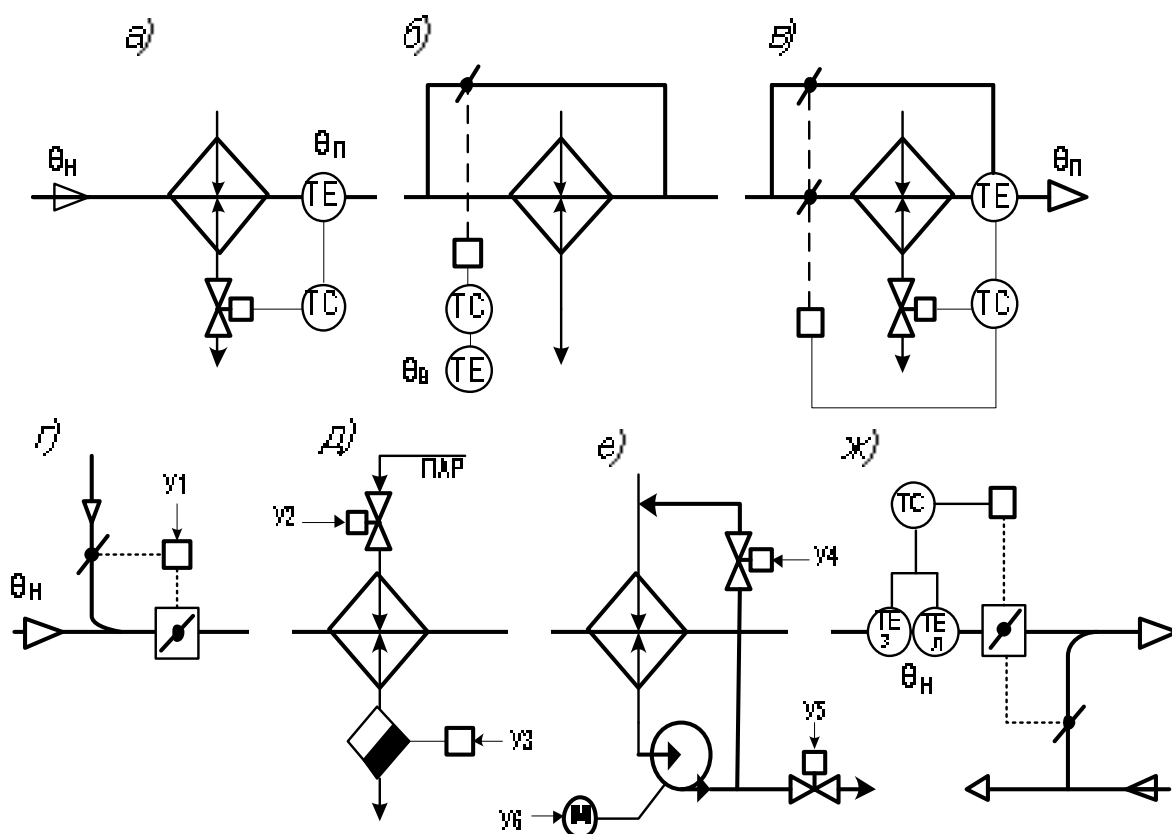 а) б) в)
θн θп θп
TE TE
TC TC TC
θв TE
г) д) е) ж)
У1 ПАР TC
У2 У4
θн TE з TE л
θн
У3 У5
У6 М